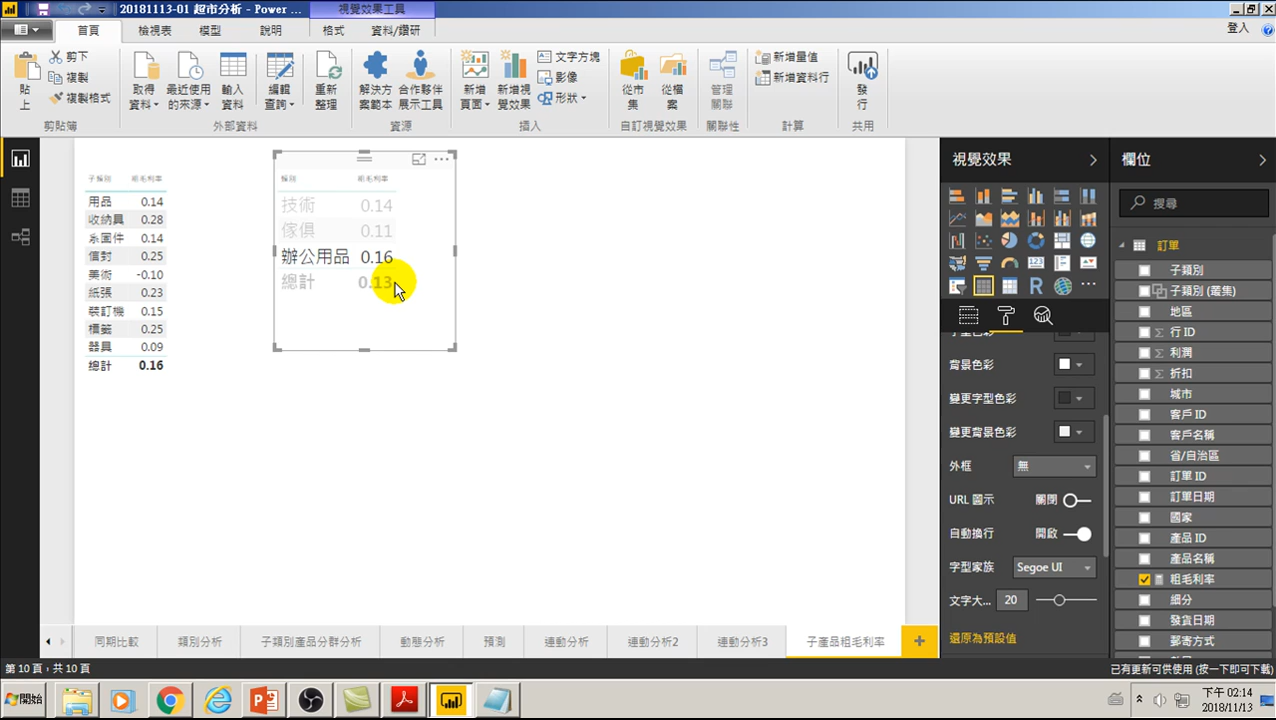 20181113-01 超市分析 - Power ...
視覺效果工具
首頁
檢視表
模型
說明
格式
資料/鑽研
登入
貼上
剪下
複製
複製格式
剪貼簿
取得資料
最近使用的來源
輸入資料
編輯查詢
重新整理
外部資料
解決方案範本
合作夥伴展示工具
資源
新增頁面
新增視覺效果
文字方塊
影像
形狀
插入
從市集
從檔案
自訂視覺效果
管理關聯
關聯性
新增量值
新增資料行
計算
發行
共用
子類別 粗毛利率
用品 0.14
收納具 0.28
系固件 0.14
信封 0.25
美術 -0.10
紙張 0.23
裝訂機 0.15
標籤 0.25
器具 0.09
總計 0.16
類別 粗毛利率
技術 0.14
傢俱 0.11
辦公用品 0.16
總計 0.13
視覺效果
背景色彩
變更字型色彩
變更背景色彩
外框 無
URL 圖示 關閉
自動換行 開啟
字型家族 Segoe UI
文字大... 20
還原為預設值
欄位
搜尋
訂單
子類別
子類別 (叢集)
地區
行 ID
利潤
折扣
城市
客戶 ID
客戶名稱
省/自治區
訂單 ID
訂單日期
國家
產品 ID
產品名稱
粗毛利率
細分
發貨日期
郵寄方式
同期比較
類別分析
子類別產品分群分析
動態分析
預測
連動分析
連動分析2
連動分析3
子產品粗毛利率
第 10 頁，共 10 頁
已有更新可供使用 (按一下即可下載)
開始
下午 02:14
2018/11/13